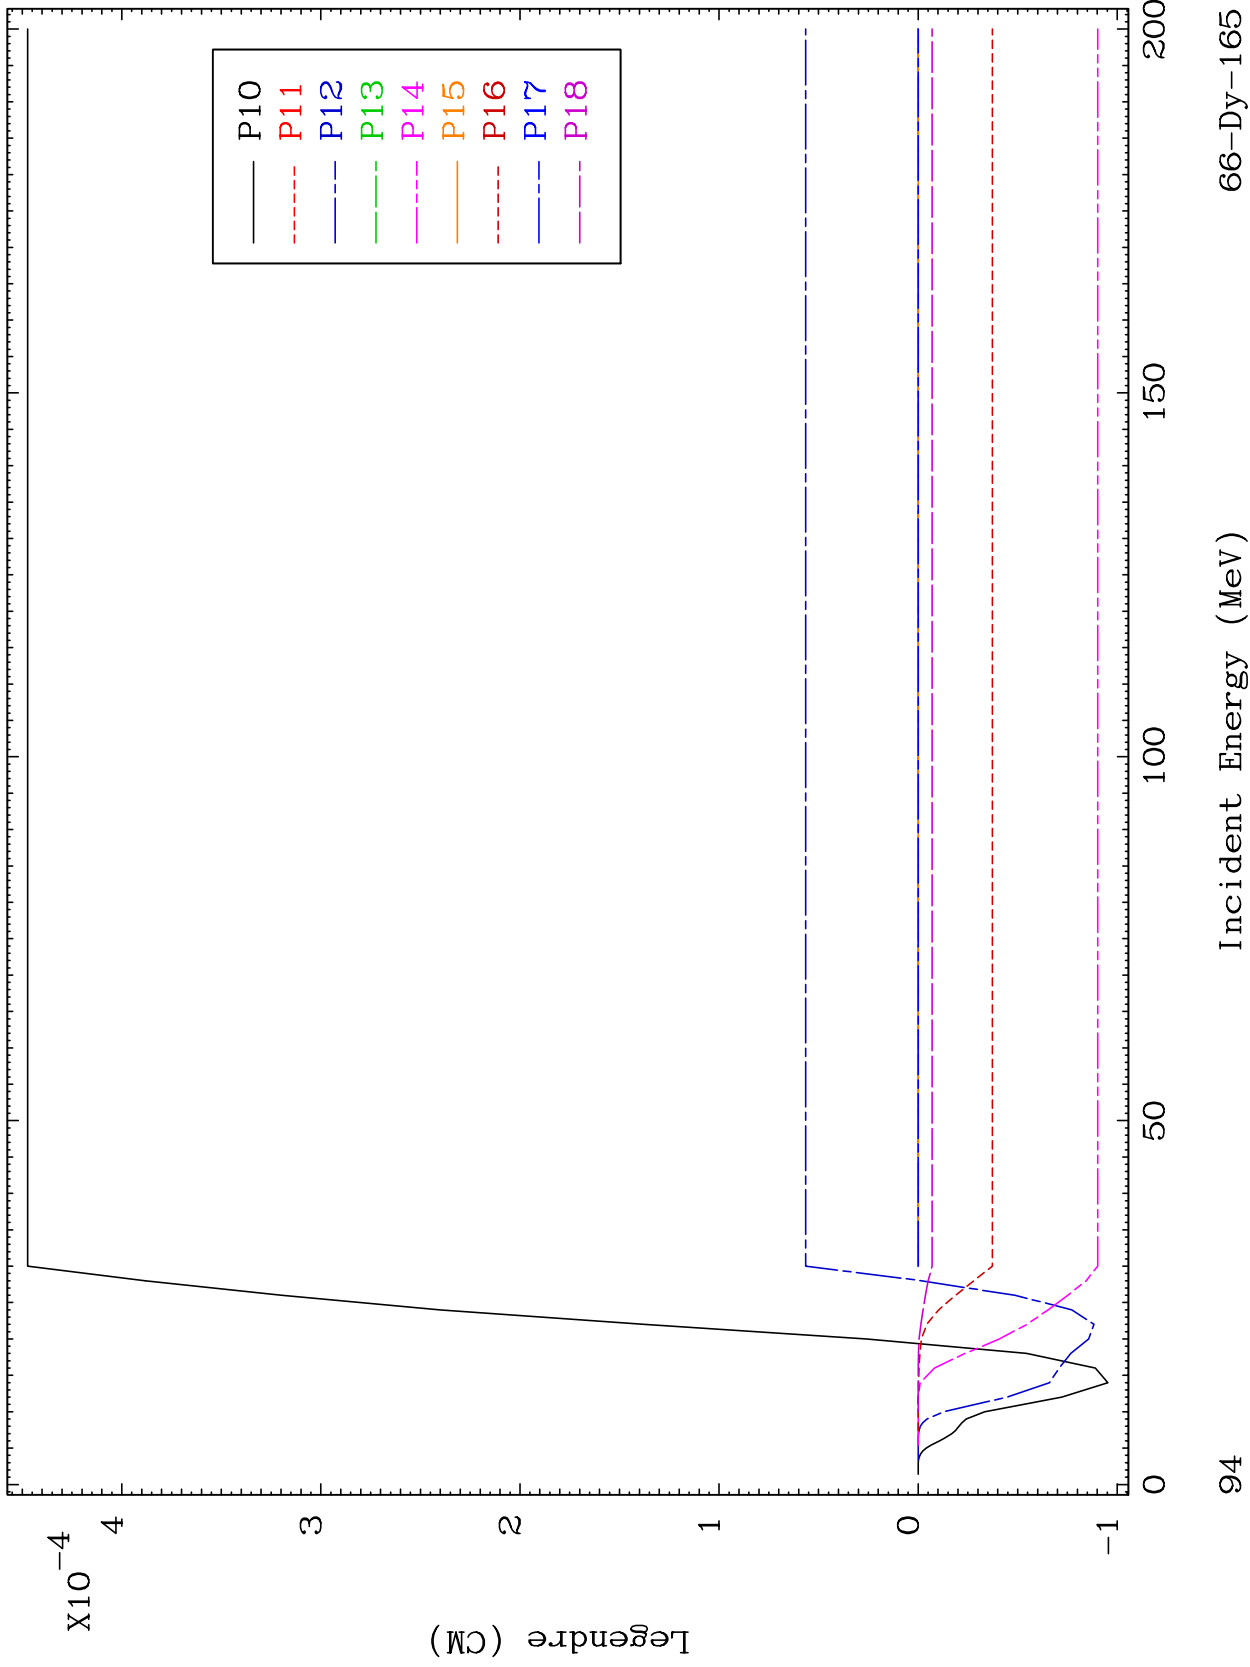 X10⁻⁴
4
3
2
1
0
-1
Legendre (CM)
P10
P11
P12
P13
P14
P15
P16
P17
P18
0
50
100
150
200
94
Incident Energy (MeV)
66-Dy-165